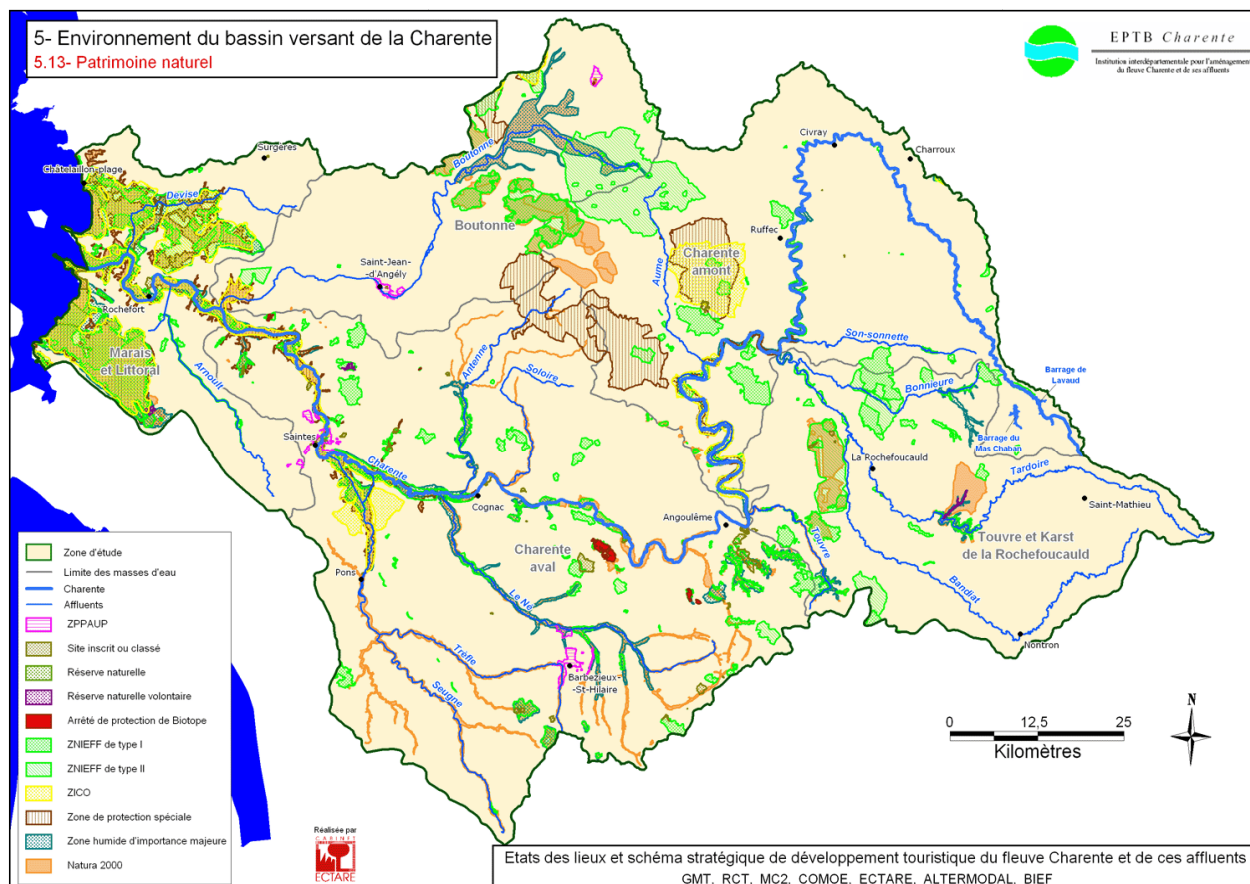 5- Environnement du bassin versant de la Charente
5.13- Patrimoine naturel
EPTB Charente
Institution interdépartementale pour l'aménagement
du fleuve Charente et de ses affluents
Civray
Charroux
Surgères
Châtelaillon-plage
Boutonne
Devise
Boutonne
Ruffec
Charente
amont
Aume
Saint-Jean-
-d'Angély
Rochefort
Marais
et Littoral
Arnoult
Antenne
Soloire
Son-sonnette
Bonnieure
Barrage de
Lavaud
Barrage du
Mas Chaban
Saintes
Charente
La Rochefoucauld
Tardoire
Saint-Mathieu
Cognac
Angoulême
Touvre
Touvre et Karst
de la Rochefoucauld
Charente
aval
Pons
Le Né
Bandiat
Nontron
Trèfle
Barbezieux-
-St-Hilaire
Seugne
Zone d'étude
Limite des masses d'eau
Charente
Affluents
ZPPAUP
Site inscrit ou classé
Réserve naturelle
Réserve naturelle volontaire
Arrêté de protection de Biotope
ZNIEFF de type I
ZNIEFF de type II
ZICO
Zone de protection spéciale
Zone humide d'importance majeure
Natura 2000
N
0 12,5 25
Kilomètres
Réalisée par
CABINET
ECTARE
Etats des lieux et schéma stratégique de développement touristique du fleuve Charente et de ces affluents
GMT, RCT, MC2, COMOE, ECTARE, ALTERMODAL, BIEF